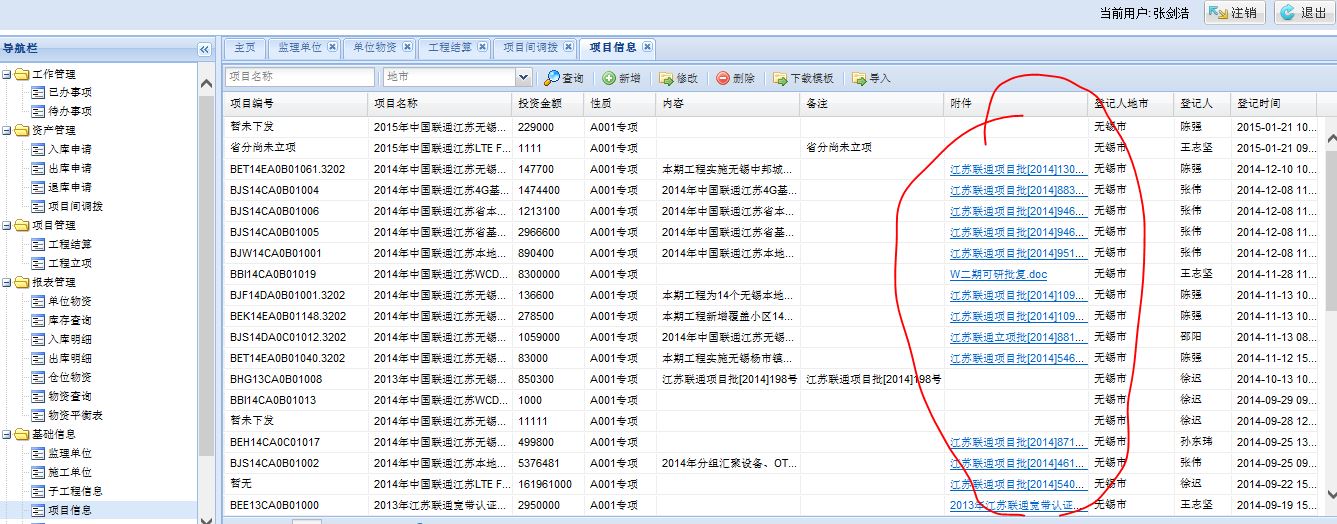 当前用户: 张剑浩 注销 退出
导航栏
工作管理
已办事项
待办事项
资产管理
入库申请
出库申请
退库申请
项目间调拨
项目管理
工程结算
工程立项
报表管理
单位物资
库存查询
入库明细
出库明细
仓位物资
物资查询
物资平衡表
基础信息
监理单位
施工单位
子工程信息
项目信息
主页 监理单位 单位物资 工程结算 项目间调拨 项目信息
项目名称 地市 查询 新增 修改 删除 下载模板 导入
项目编号 项目名称 投资金额 性质 内容 备注 附件 登记人地市 登记人 登记时间
暂未下发 2015年中国联通江苏无锡... 229000 A001专项 无锡市 陈强 2015-01-21 10...
省分尚未立项 2015年中国联通江苏LTE F... 1111 A001专项 省分尚未立项 无锡市 王志坚 2015-01-21 09...
BET14EA0B01061.3202 2014年中国联通江苏无锡... 147700 A001专项 本期工程实施无锡中邦城... 江苏联通项目批[2014]130... 无锡市 陈强 2014-12-10 10...
BJS14CA0B01004 2014年中国联通江苏4G基... 1474400 A001专项 2014年中国联通江苏4G基... 江苏联通项目批[2014]883... 无锡市 张伟 2014-12-08 11...
BJS14CA0B01006 2014年中国联通江苏省本... 1213100 A001专项 2014年中国联通江苏省本... 江苏联通项目批[2014]946... 无锡市 张伟 2014-12-08 11...
BJS14CA0B01005 2014年中国联通江苏省基... 2966600 A001专项 2014年中国联通江苏省基... 江苏联通项目批[2014]946... 无锡市 张伟 2014-12-08 11...
BJW14CA0B01001 2014年中国联通江苏本地... 890400 A001专项 2014年中国联通江苏本地... 江苏联通项目批[2014]951... 无锡市 张伟 2014-12-08 11...
BBI14CA0B01019 2014年中国联通江苏WCD... 8300000 A001专项 W二期可研批复.doc 无锡市 王志坚 2014-11-28 11...
BJF14DA0B01001.3202 2014年中国联通江苏无锡... 136600 A001专项 本期工程为14个无锡本地... 江苏联通项目批[2014]109... 无锡市 陈强 2014-11-13 10...
BEK14EA0B01148.3202 2014年中国联通江苏无锡... 278500 A001专项 本期工程新增覆盖小区14... 江苏联通项目批[2014]109... 无锡市 陈强 2014-11-13 10...
BJS14DA0C01012.3202 2014年中国联通江苏无锡... 1059000 A001专项 江苏联通立项批[2014]881... 无锡市 邵阳 2014-11-13 08...
BET14EA0B01040.3202 2014年中国联通江苏无锡... 83000 A001专项 本期工程实施无锡杨市镇... 江苏联通项目批[2014]546... 无锡市 陈强 2014-11-12 15...
BHG13CA0B01008 2013年中国联通江苏无锡... 850300 A001专项 江苏联通项目批[2014]198号 江苏联通项目批[2014]198号 无锡市 徐迟 2014-10-13 10...
BBI14CA0B01013 2014年中国联通江苏WCD... 1000 A001专项 无锡市 徐迟 2014-09-29 09...
暂未下发 2014年中国联通江苏无锡... 11111 A001专项 无锡市 徐迟 2014-09-28 12...
BEH14CA0C01017 2014年中国联通江苏无锡... 499800 A001专项 江苏联通项目批[2014]871... 无锡市 孙东玮 2014-09-25 13...
BJS14CA0B01002 2014年中国联通江苏本地... 5376481 A001专项 2014年分组汇聚设备、OT... 江苏联通项目批[2014]461... 无锡市 张伟 2014-09-25 09...
暂无 2014年中国联通江苏LTE F... 161961000 A001专项 江苏联通项目批[2014]540... 无锡市 徐迟 2014-09-22 15...
BEE13CA0B01000 2013年江苏联通宽带认证... 2950000 A001专项 2013年江苏联通宽带认证... 无锡市 王志坚 2014-09-19 15...